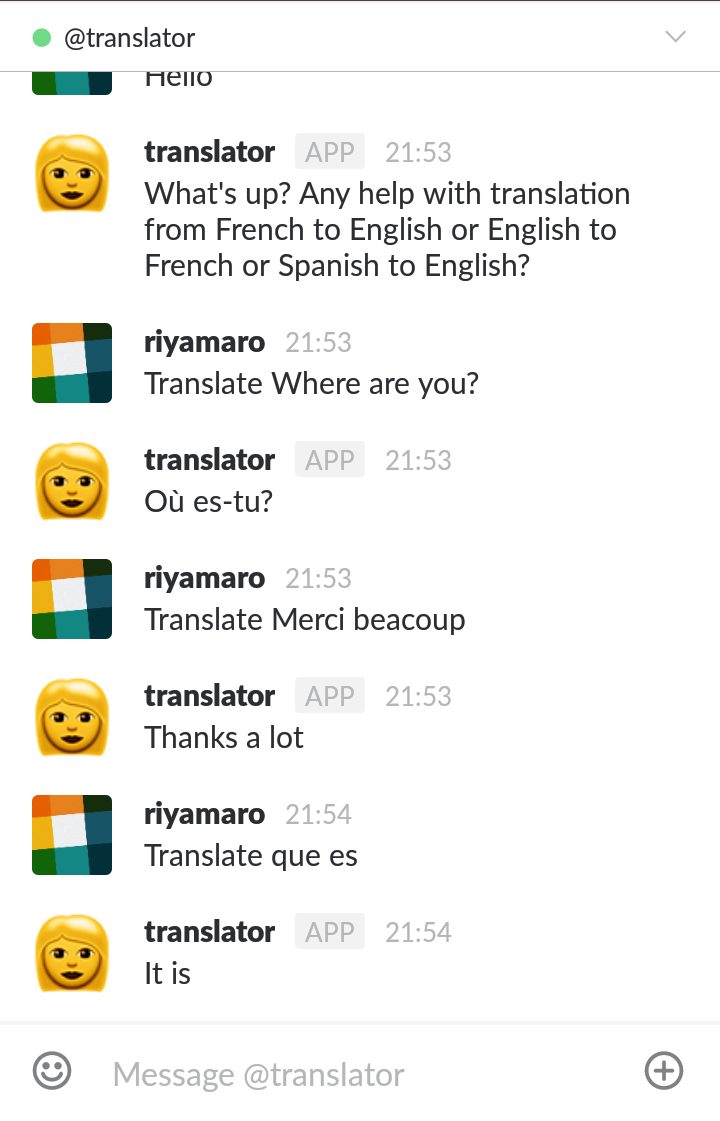 @translator
Hello
translator APP 21:53
What's up? Any help with translation
from French to English or English to
French or Spanish to English?
riyamaro 21:53
Translate Where are you?
translator APP 21:53
Où es-tu?
riyamaro 21:53
Translate Merci beacoup
translator APP 21:53
Thanks a lot
riyamaro 21:54
Translate que es
translator APP 21:54
It is
Message @translator